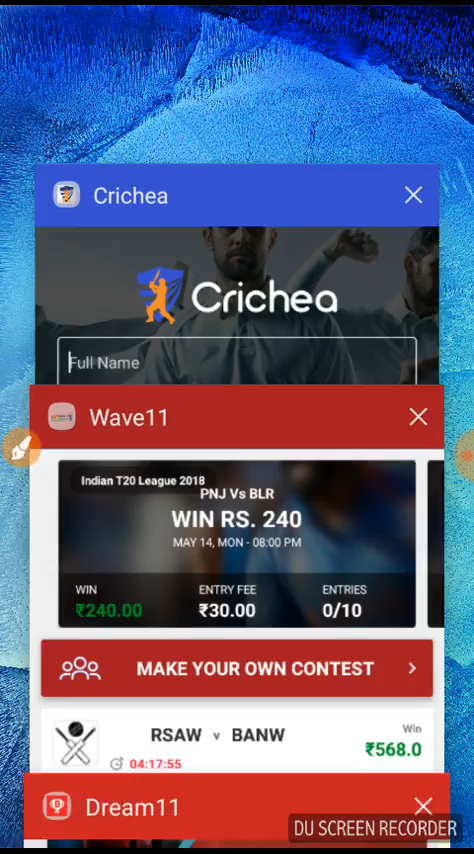 Crichea
Crichea
Full Name
Wave11
Indian T20 League 2018
PNJ Vs BLR
WIN RS. 240
MAY 14, MON - 08:00 PM
WIN ENTRY FEE ENTRIES
₹240.00 ₹30.00 0/10
MAKE YOUR OWN CONTEST
RSAW v BANW
Win
₹568.0
04:17:55
Dream11
DU SCREEN RECORDER